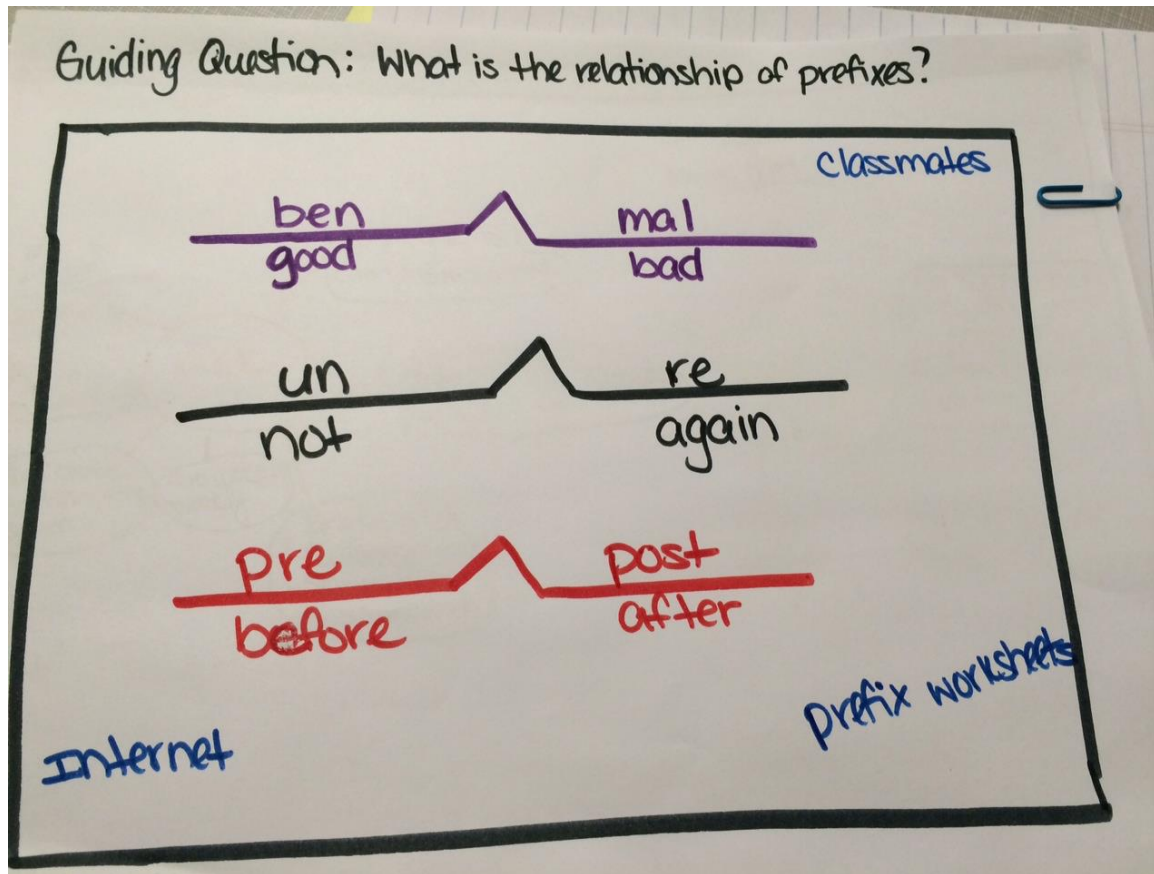 Guiding Question: What is the relationship of prefixes?
classmates
ben mal
good bad
un re
not again
pre post
before after
prefix worksheets
Internet